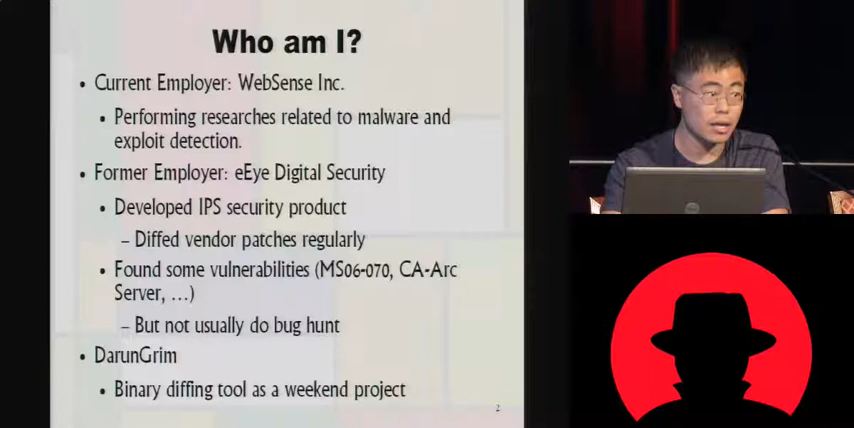 Who am I?
• Current Employer: WebSense Inc.
• Performing researches related to malware and
exploit detection.
• Former Employer: eEye Digital Security
• Developed IPS security product
– Diffed vendor patches regularly
• Found some vulnerabilities (MS06-070, CA-Arc
Server, …)
– But not usually do bug hunt
• DarunGrim
• Binary diffing tool as a weekend project
2